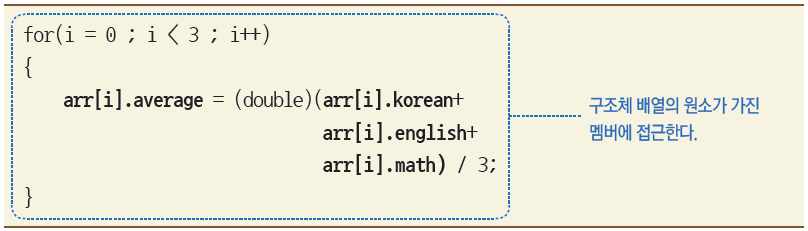 for(i = 0 ; i < 3 ; i++)
{
arr[i].average = (double)(arr[i].korean+
arr[i].english+
arr[i].math) / 3;
}
구조체 배열의 원소가 가진
멤버에 접근한다.